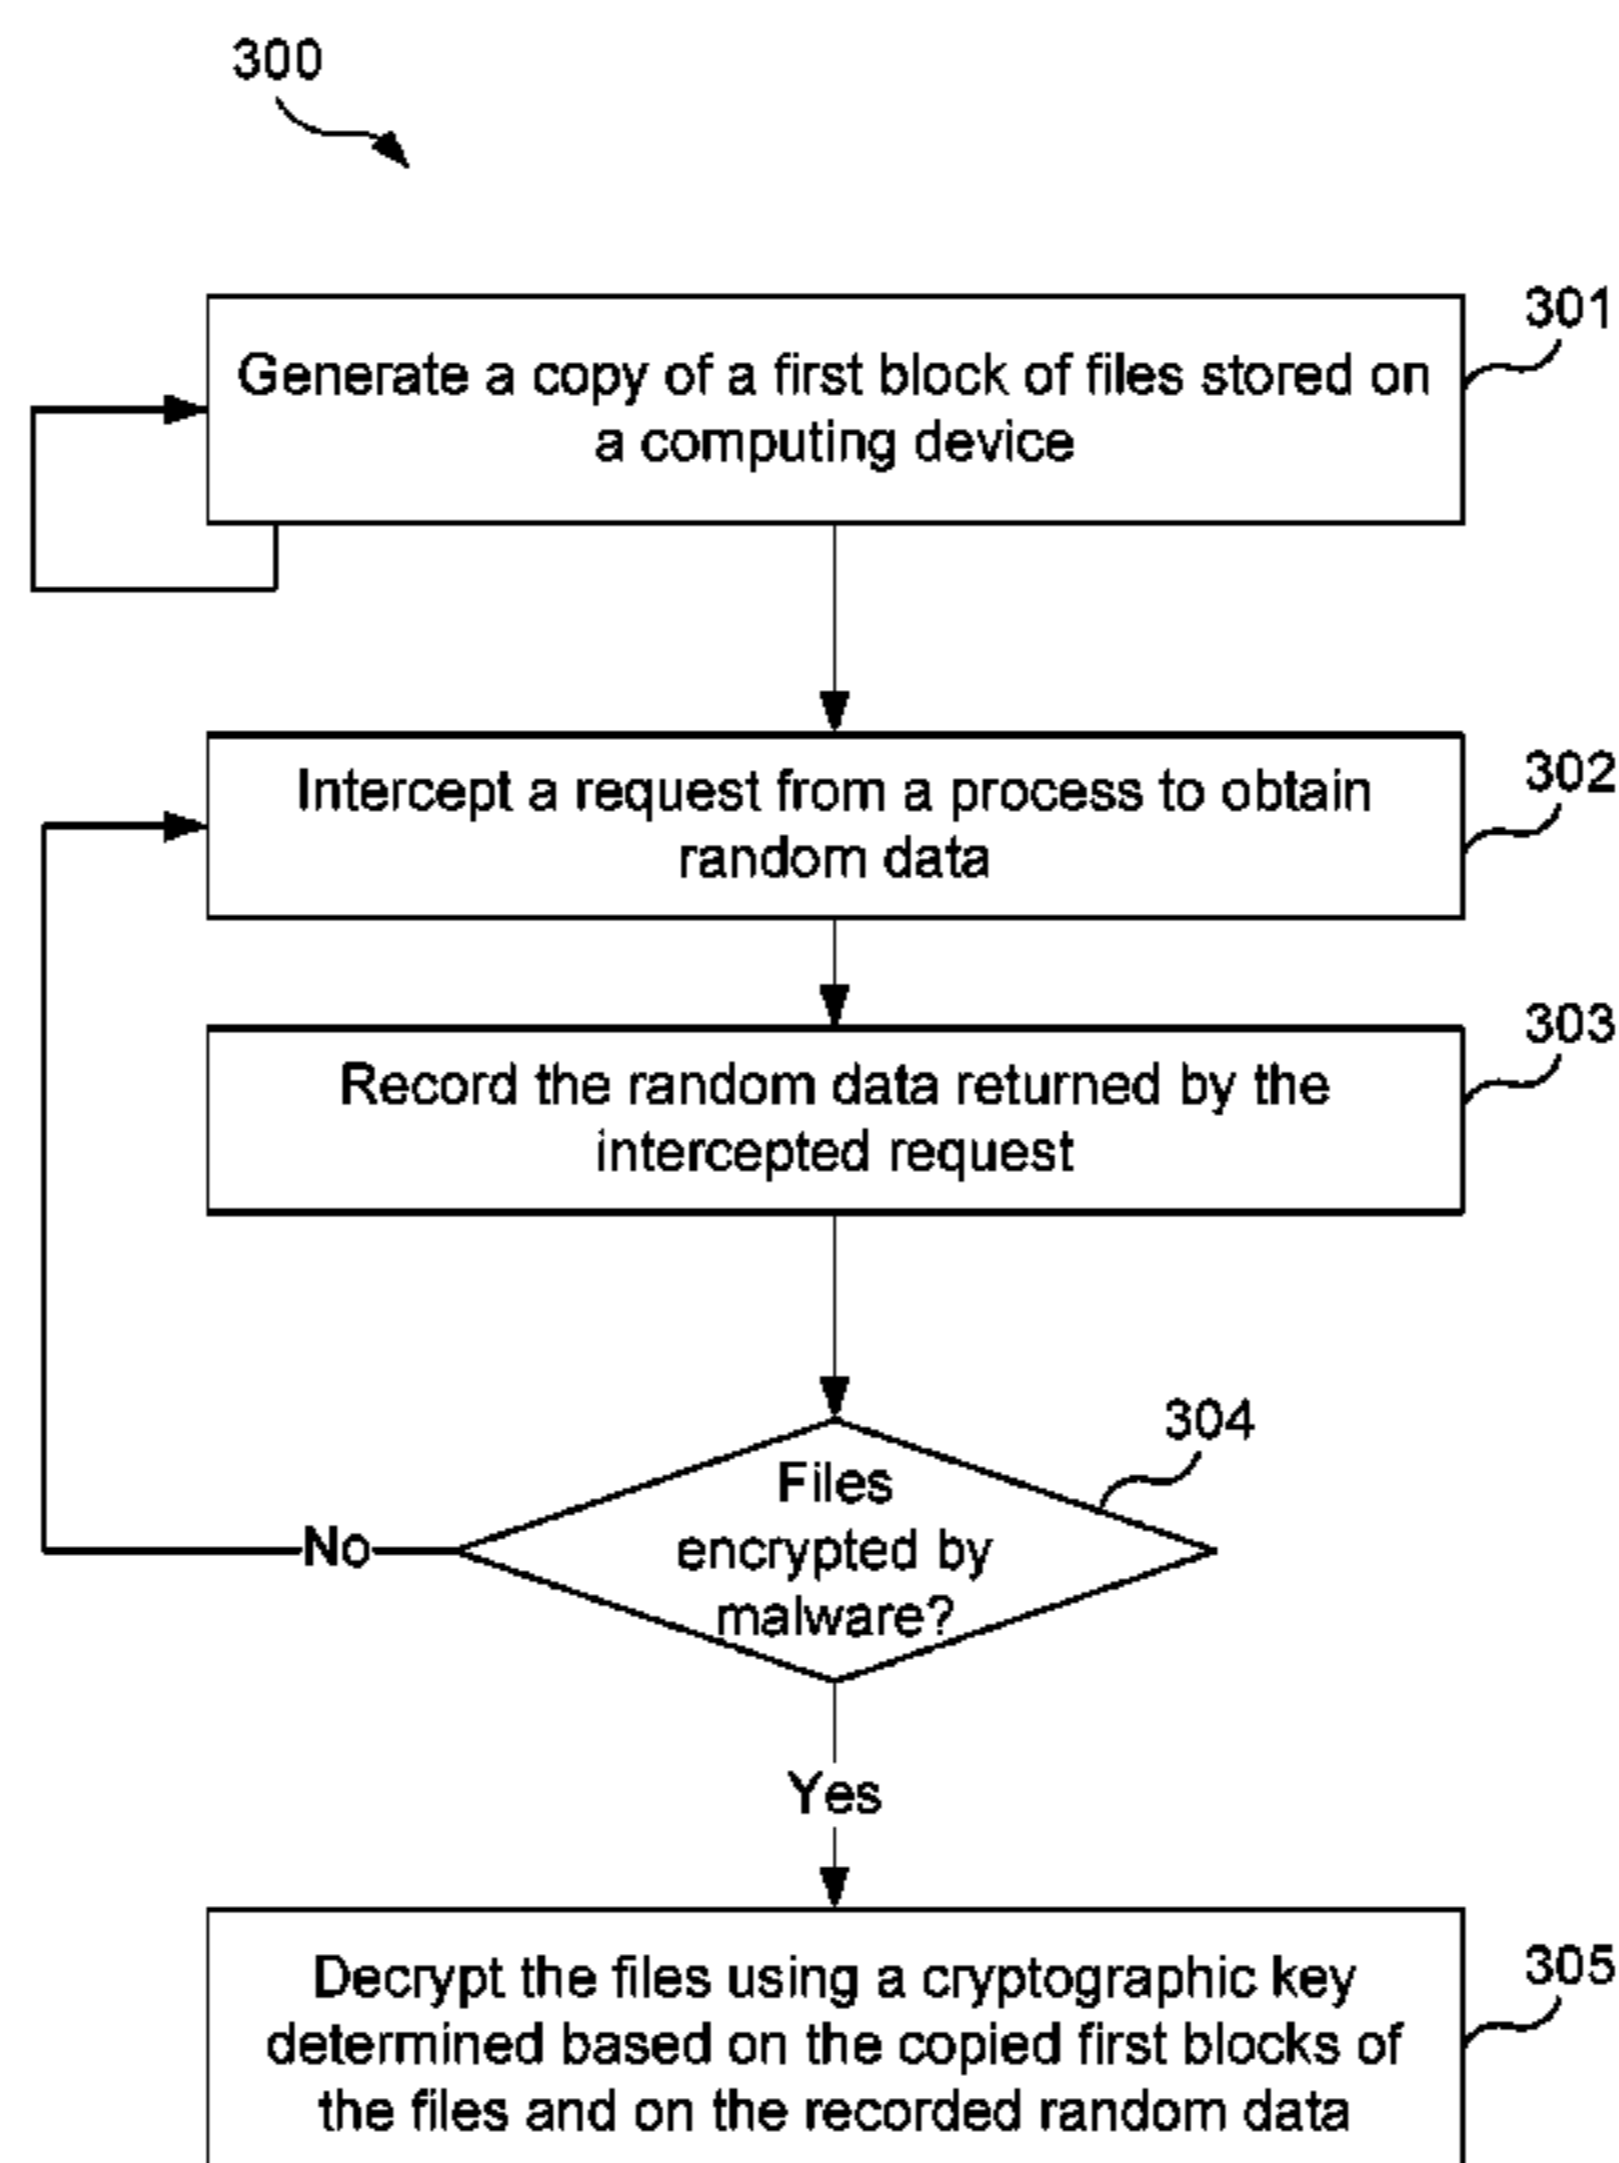 300
301
Generate a copy of a first block of files stored on
a computing device
302
Intercept a request from a process to obtain
random data
303
Record the random data returned by the
intercepted request
304
Files
encrypted by
malware?
No
Yes
305
Decrypt the files using a cryptographic key
determined based on the copied first blocks of
the files and on the recorded random data